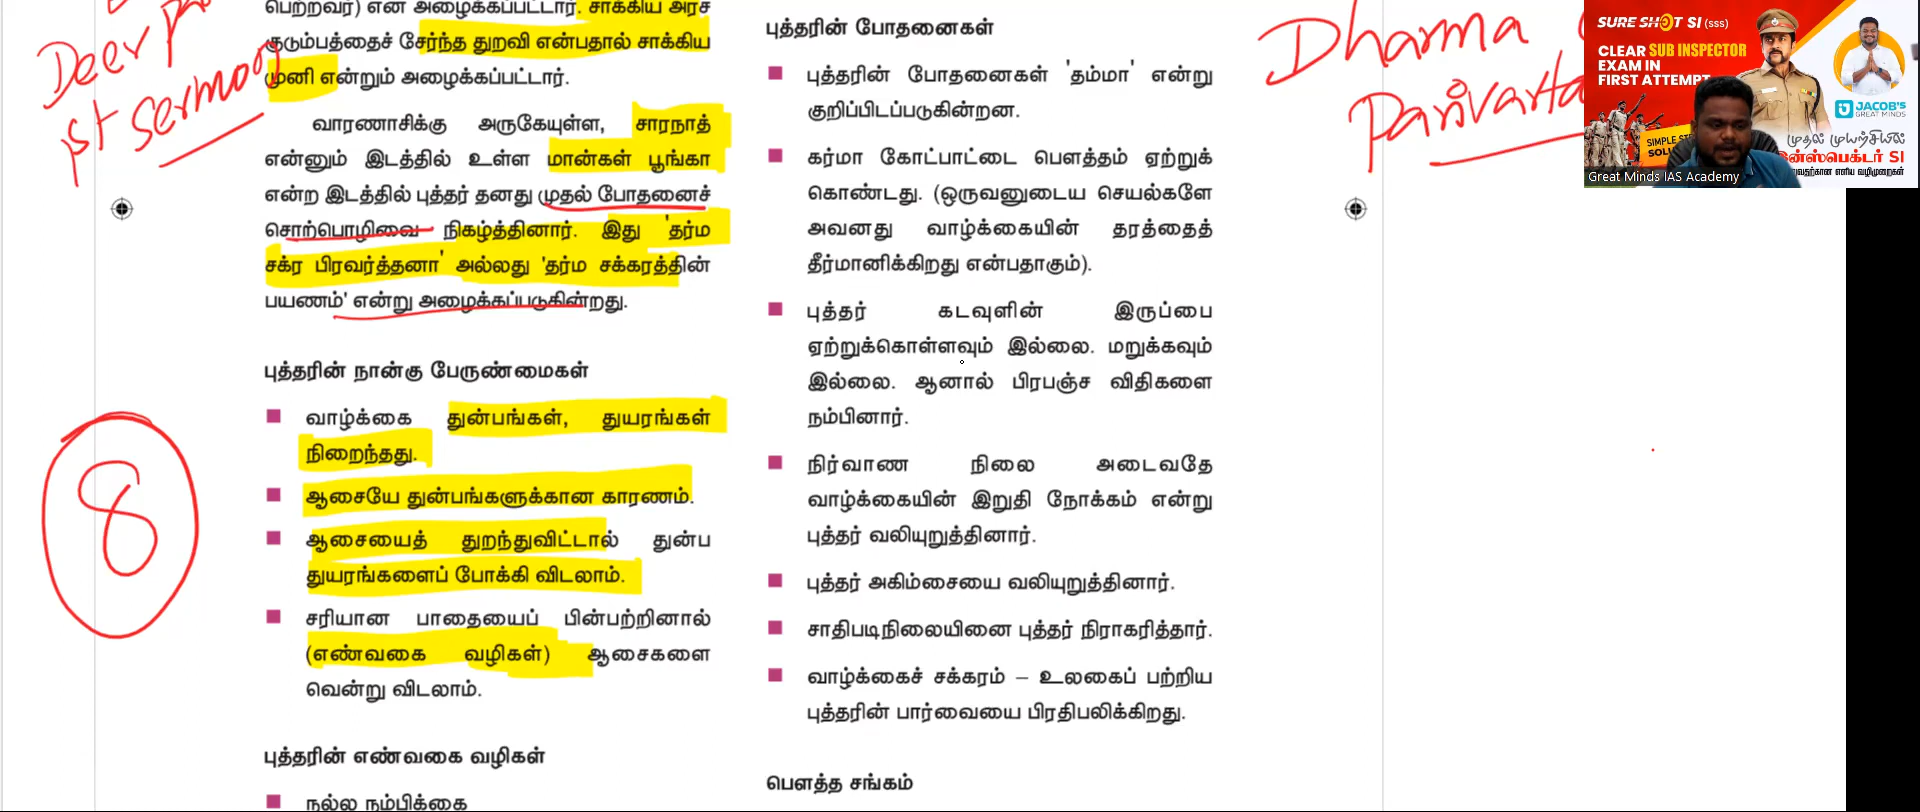 பெற்றவர்) என அழைக்கப்பட்டார். சாக்கிய அரச
குடும்பத்தைச் சேர்ந்த துறவி என்பதால் சாக்கிய
முனி என்றும் அழைக்கப்பட்டார்.
வாரணாசிக்கு அருகேயுள்ள, சாரநாத்
என்னும் இடத்தில் உள்ள மான்கள் பூங்கா
என்ற இடத்தில் புத்தர் தனது முதல் போதனைச்
சொற்பொழிவை நிகழ்த்தினார். இது 'தர்ம
சக்ர பிரவர்த்தனா' அல்லது 'தர்ம சக்கரத்தின்
பயணம்' என்று அழைக்கப்படுகின்றது.
புத்தரின் நான்கு பேருண்மைகள்
வாழ்க்கை துன்பங்கள், துயரங்கள்
நிறைந்தது.
ஆசையே துன்பங்களுக்கான காரணம்.
ஆசையைத் துறந்துவிட்டால் துன்ப
துயரங்களைப் போக்கி விடலாம்.
சரியான பாதையைப் பின்பற்றினால்
(எண்வகை வழிகள்) ஆசைகளை
வென்று விடலாம்.
புத்தரின் எண்வகை வழிகள்
நல்ல நம்பிக்கை
Deer
1st Sermon
8
புத்தரின் போதனைகள்
புத்தரின் போதனைகள் 'தம்மா' என்று
குறிப்பிடப்படுகின்றன.
கர்மா கோட்பாட்டை பௌத்தம் ஏற்றுக்
கொண்டது. (ஒருவனுடைய செயல்களே
அவனது வாழ்க்கையின் தரத்தைத்
தீர்மானிக்கிறது என்பதாகும்).
புத்தர் கடவுளின் இருப்பை
ஏற்றுக்கொள்ளவும் இல்லை. மறுக்கவும்
இல்லை. ஆனால் பிரபஞ்ச விதிகளை
நம்பினார்.
நிர்வாண நிலை அடைவதே
வாழ்க்கையின் இறுதி நோக்கம் என்று
புத்தர் வலியுறுத்தினார்.
புத்தர் அகிம்சையை வலியுறுத்தினார்.
சாதிபடிநிலையினை புத்தர் நிராகரித்தார்.
வாழ்க்கைச் சக்கரம் – உலகைப் பற்றிய
புத்தரின் பார்வையை பிரதிபலிக்கிறது.
பௌத்த சங்கம்
Dharma
SURE SHOT SI (SSS)
CLEAR SUB INSPECTOR
EXAM IN
FIRST ATTEMPT
JACOB'S
GREAT MINDS
SIMPLE
முதல் முயற்சியில்
SI
Great Minds IAS Academy